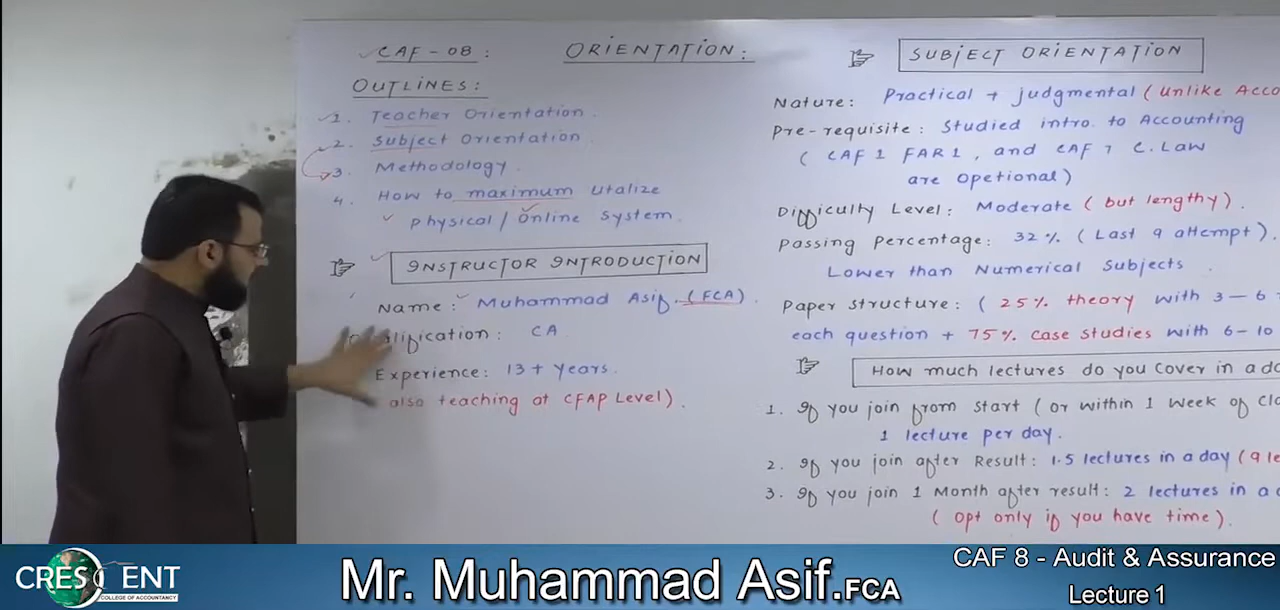 CAF - 08 :
ORIENTATION :
OUTLINES :
1. Teacher Orientation.
2. Subject Orientation
3. Methodology.
4. How to maximum utalize
physical / online system.
INSTRUCTOR INTRODUCTION
Name : Muhammad Asif. (FCA).
lification : CA.
Experience : 13 + years.
also teaching at CFAP Level).
SUBJECT ORIENTATION
Nature : Practical + judgmental (unlike Acco
Pre-requisite : Studied intro. to Accounting
( CAF 1 FAR 1, and CAF 7 C. Law
are opetional)
Difficulty Level : Moderate ( but lengthy ).
Passing Percentage : 32 % ( Last 9 attempt ).
Lower than Numerical Subjects.
Paper structure : ( 25 % theory with 3 - 6
each question + 75 % case studies with 6 - 10
How much lectures do you cover in a da
1. If you join from start ( or within 1 week of cla
1 lecture per day.
2. If you join after Result : 1.5 lectures in a day ( 9 le
3. If you join 1 Month after result : 2 lectures in a d
( opt only if you have time ).
CRESCENT
COLLEGE OF ACCOUNTANCY
Mr. Muhammad Asif.FCA
CAF 8 - Audit & Assurance
Lecture 1